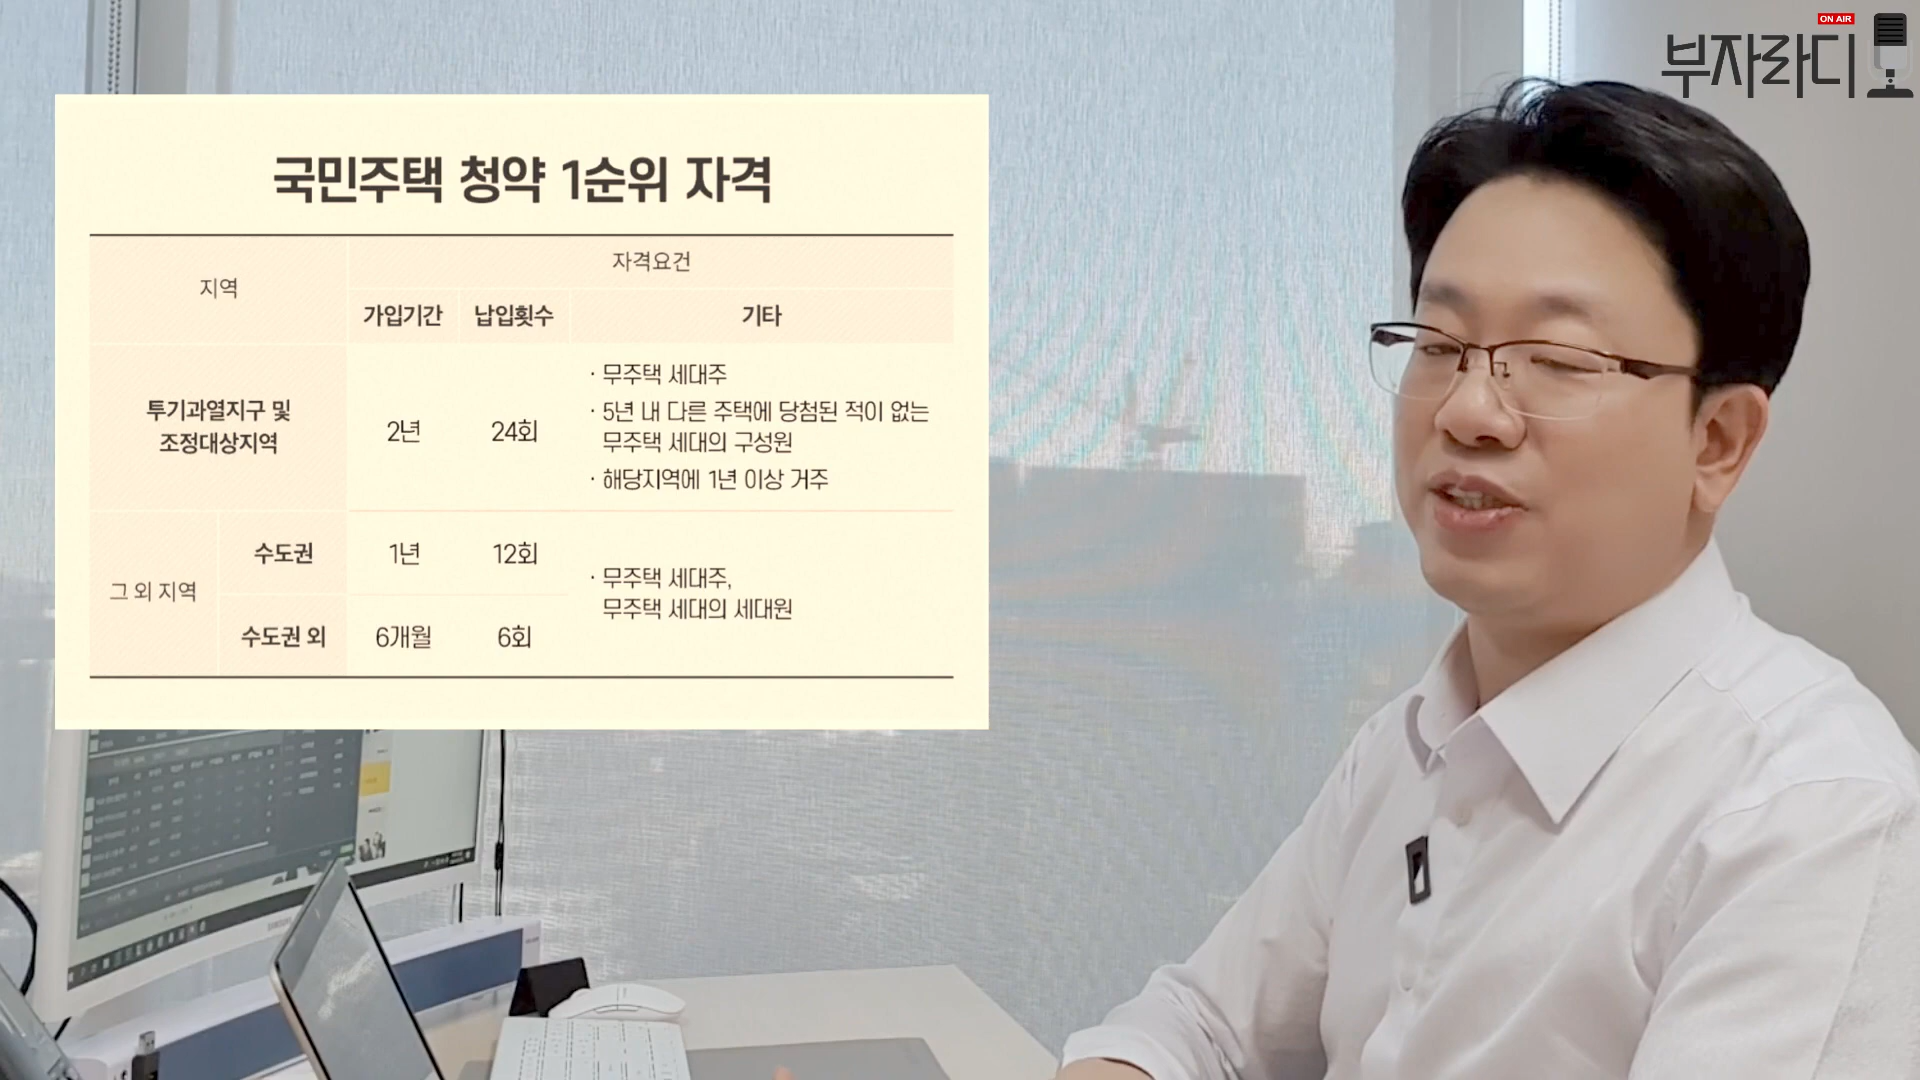 ON AIR
부자라디
국민주택 청약 1순위 자격
지역
자격요건
가입기간 납입횟수 기타
투기과열지구 및
조정대상지역
2년 24회
· 무주택 세대주
· 5년 내 다른 주택에 당첨된 적이 없는
무주택 세대의 구성원
· 해당지역에 1년 이상 거주
그 외 지역
수도권 1년 12회
수도권 외 6개월 6회
· 무주택 세대주,
무주택 세대의 세대원
SAMSUNG